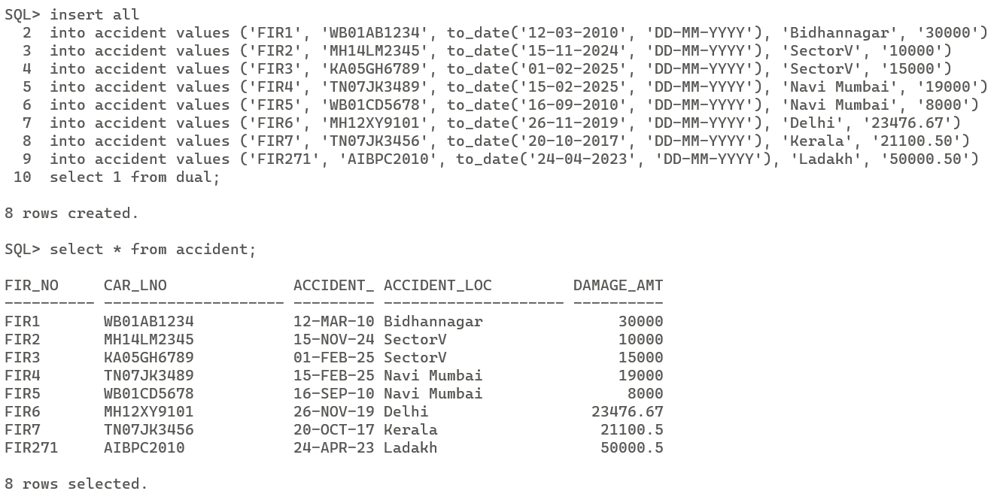 SQL> insert all
  2  into accident values ('FIR1', 'WB01AB1234', to_date('12-03-2010', 'DD-MM-YYYY'), 'Bidhannagar', '30000')
  3  into accident values ('FIR2', 'MH14LM2345', to_date('15-11-2024', 'DD-MM-YYYY'), 'SectorV', '10000')
  4  into accident values ('FIR3', 'KA05GH6789', to_date('01-02-2025', 'DD-MM-YYYY'), 'SectorV', '15000')
  5  into accident values ('FIR4', 'TN07JK3489', to_date('15-02-2025', 'DD-MM-YYYY'), 'Navi Mumbai', '19000')
  6  into accident values ('FIR5', 'WB01CD5678', to_date('16-09-2010', 'DD-MM-YYYY'), 'Navi Mumbai', '8000')
  7  into accident values ('FIR6', 'MH12XY9101', to_date('26-11-2019', 'DD-MM-YYYY'), 'Delhi', '23476.67')
  8  into accident values ('FIR7', 'TN07JK3456', to_date('20-10-2017', 'DD-MM-YYYY'), 'Kerala', '21100.50')
  9  into accident values ('FIR271', 'AIBPC2010', to_date('24-04-2023', 'DD-MM-YYYY'), 'Ladakh', '50000.50')
 10  select 1 from dual;

8 rows created.

SQL> select * from accident;

FIR_NO     CAR_LNO              ACCIDENT_ ACCIDENT_LOC         DAMAGE_AMT
---------- -------------------- --------- -------------------- ----------
FIR1       WB01AB1234           12-MAR-10 Bidhannagar               30000
FIR2       MH14LM2345           15-NOV-24 SectorV                   10000
FIR3       KA05GH6789           01-FEB-25 SectorV                   15000
FIR4       TN07JK3489           15-FEB-25 Navi Mumbai               19000
FIR5       WB01CD5678           16-SEP-10 Navi Mumbai                8000
FIR6       MH12XY9101           26-NOV-19 Delhi                  23476.67
FIR7       TN07JK3456           20-OCT-17 Kerala                  21100.5
FIR271     AIBPC2010            24-APR-23 Ladakh                  50000.5

8 rows selected.